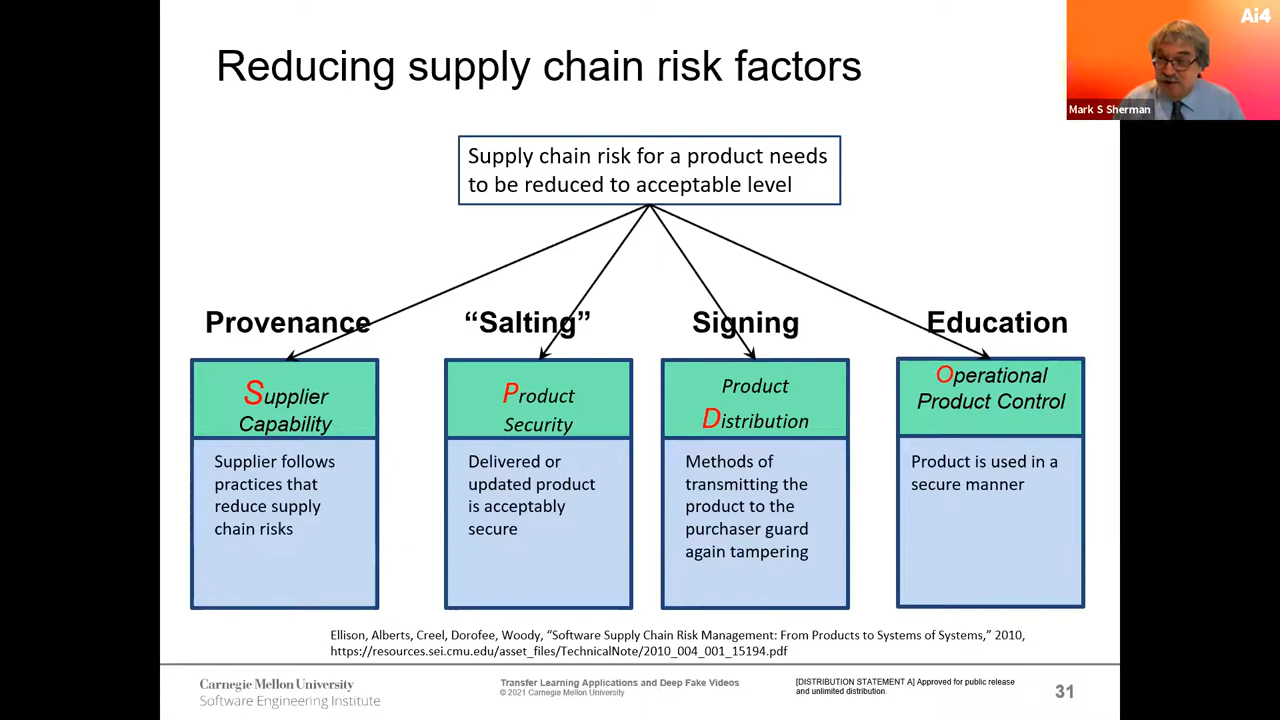 Ai4
Mark S Sherman
Reducing supply chain risk factors
Supply chain risk for a product needs
to be reduced to acceptable level
Provenance
“Salting”
Signing
Education
Supplier
Capability
Supplier follows
practices that
reduce supply
chain risks
Product
Security
Delivered or
updated product
is acceptably
secure
Product
Distribution
Methods of
transmitting the
product to the
purchaser guard
again tampering
Operational
Product Control
Product is used in a
secure manner
Ellison, Alberts, Creel, Dorofee, Woody, “Software Supply Chain Risk Management: From Products to Systems of Systems,” 2010,
https://resources.sei.cmu.edu/asset_files/TechnicalNote/2010_004_001_15194.pdf
Carnegie Mellon University
Software Engineering Institute
Transfer Learning Applications and Deep Fake Videos
© 2021 Carnegie Mellon University
[DISTRIBUTION STATEMENT A] Approved for public release
and unlimited distribution.
31